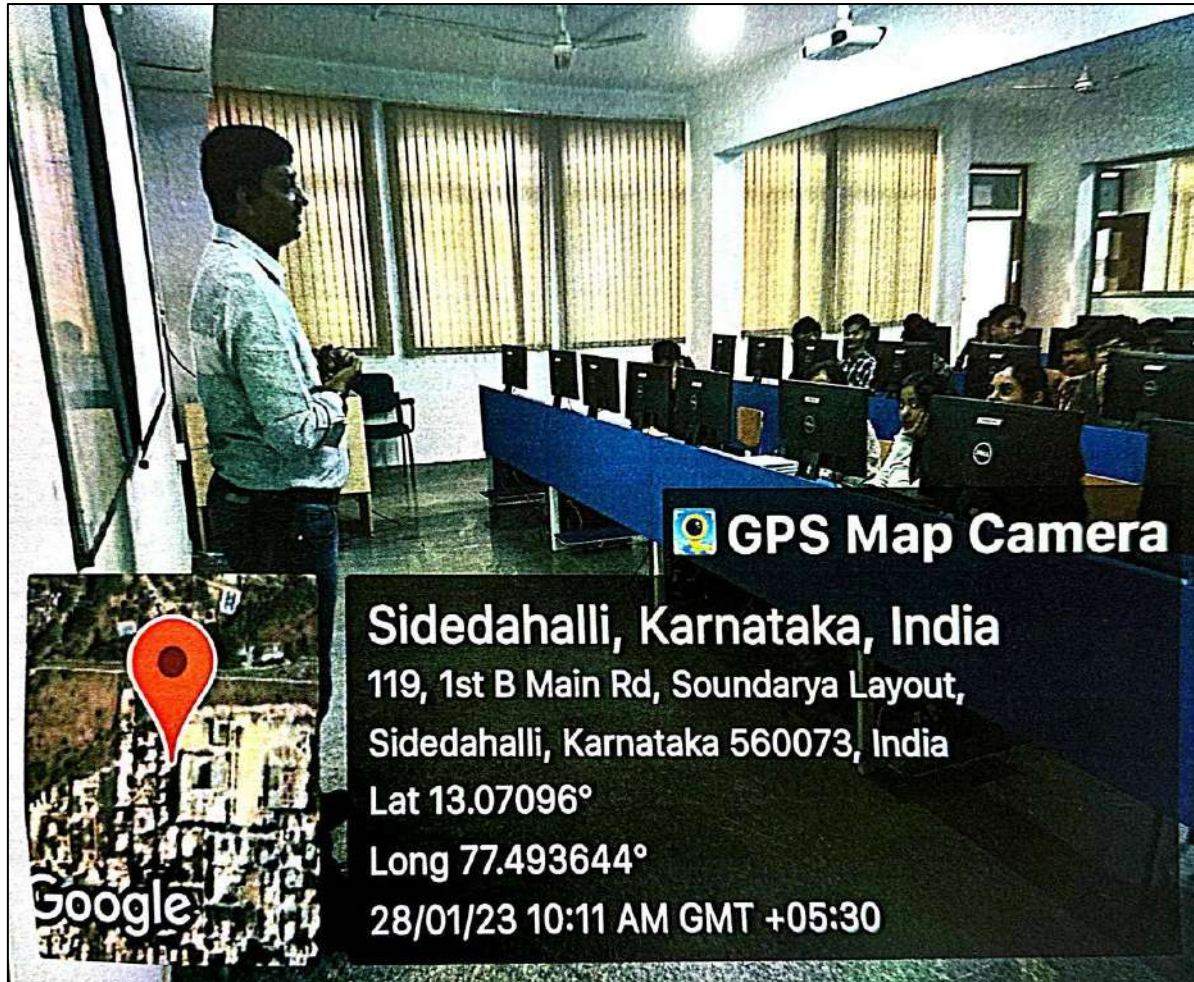 GPS Map Camera
Sidedahalli, Karnataka, India
119, 1st B Main Rd, Soundarya Layout,
Sidedahalli, Karnataka 560073, India
Lat 13.07096°
Long 77.493644°
28/01/23 10:11 AM GMT +05:30
Google
DELL